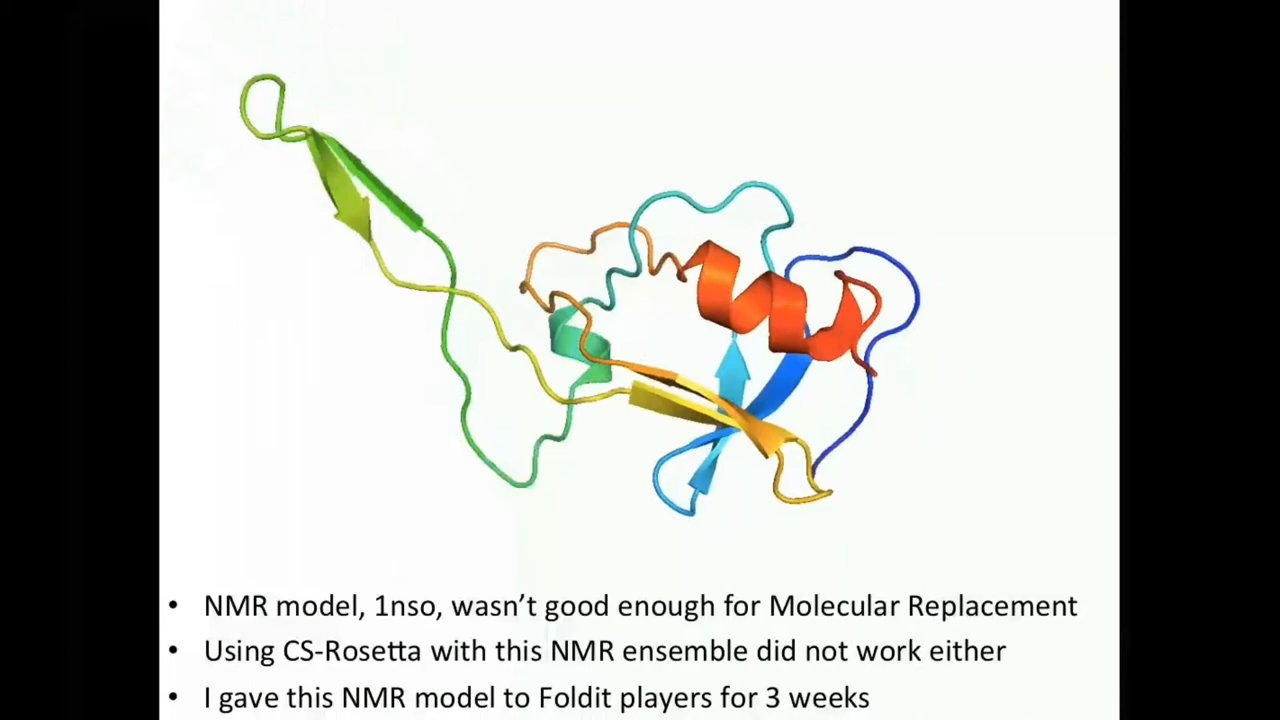 • NMR model, 1nso, wasn’t good enough for Molecular Replacement
• Using CS-Rosetta with this NMR ensemble did not work either
• I gave this NMR model to Foldit players for 3 weeks